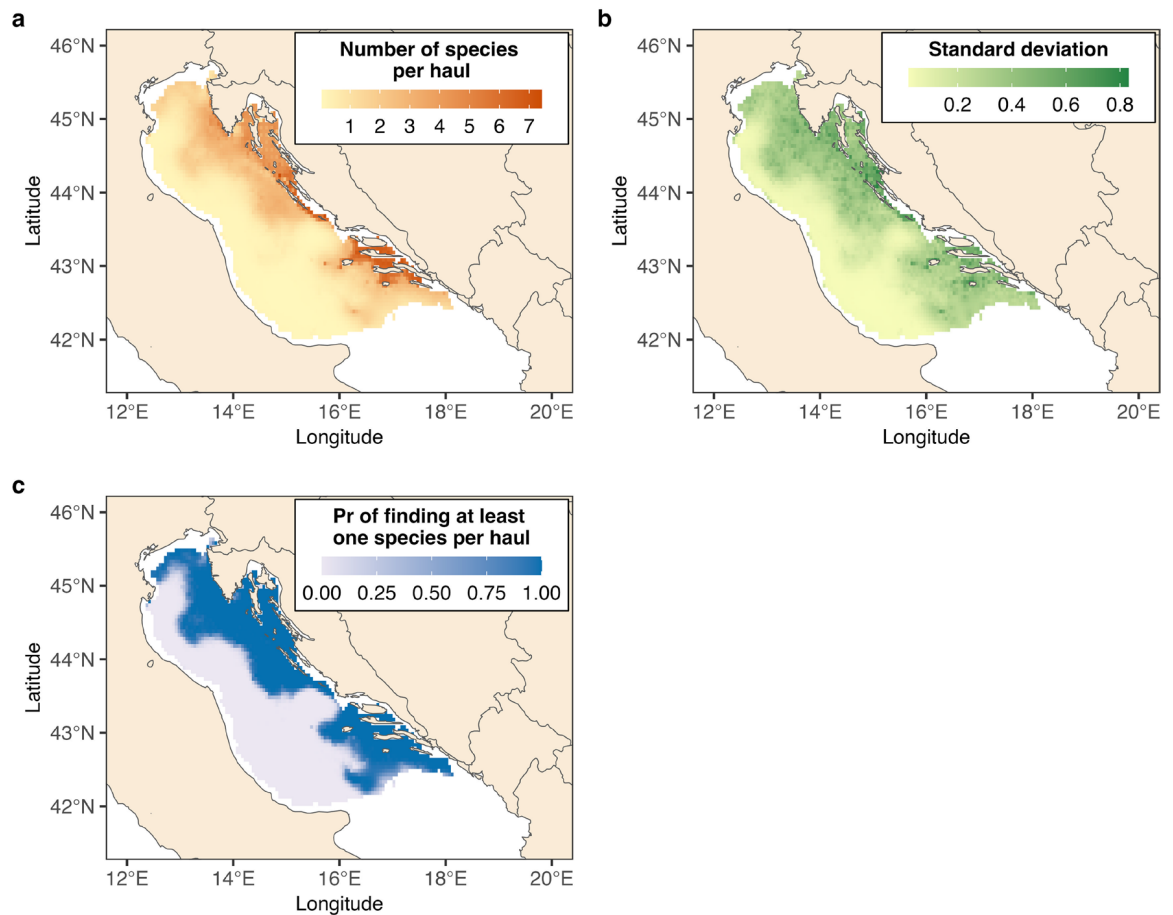 a
Number of species
per haul
1 2 3 4 5 6 7
46°N
45°N
44°N
43°N
42°N
Latitude
12°E 14°E 16°E 18°E 20°E
Longitude
b
Standard deviation
0.2 0.4 0.6 0.8
46°N
45°N
44°N
43°N
42°N
Latitude
12°E 14°E 16°E 18°E 20°E
Longitude
c
Pr of finding at least
one species per haul
0.00 0.25 0.50 0.75 1.00
46°N
45°N
44°N
43°N
42°N
Latitude
12°E 14°E 16°E 18°E 20°E
Longitude